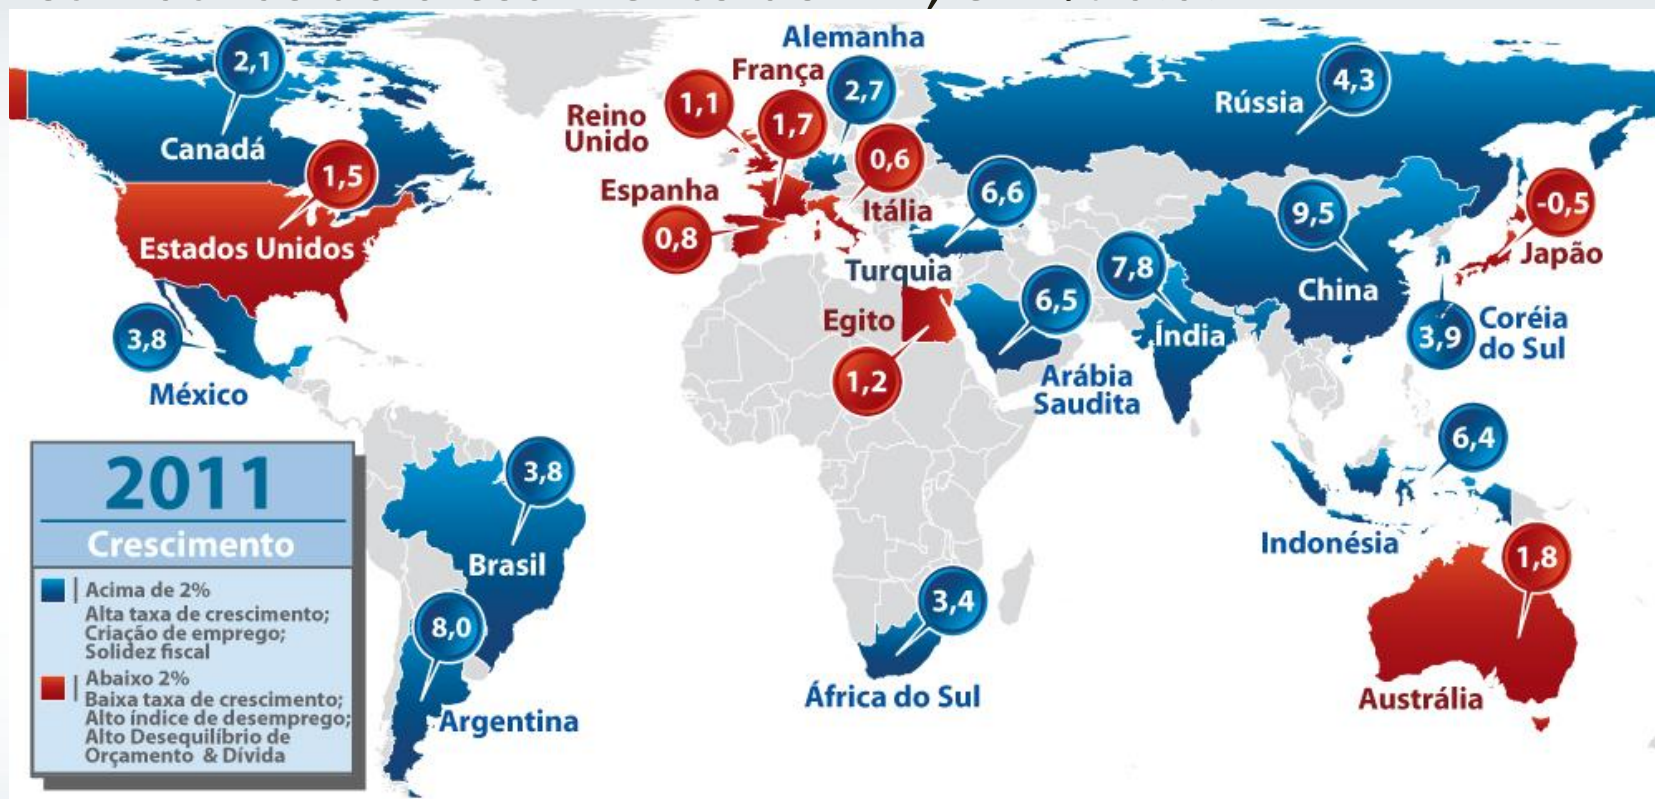 2,1
Canadá
1,5
Estados Unidos
3,8
México
Alemanha
2,7
França
1,7
Reino
Unido
1,1
0,6
Itália
Espanha
0,8
6,6
Turquia
Egito
1,2
6,5
Arábia
Saudita
Rússia
4,3
7,8
Índia
9,5
China
-0,5
Japão
3,9
Coréia
do Sul
6,4
Indonésia
1,8
Austrália
3,4
África do Sul
3,8
Brasil
8,0
Argentina
2011
Crescimento
Acima de 2%
Alta taxa de crescimento;
Criação de emprego;
Solidez fiscal
Abaixo 2%
Baixa taxa de crescimento;
Alto índice de desemprego;
Alto Desequilíbrio de
Orçamento & Dívida